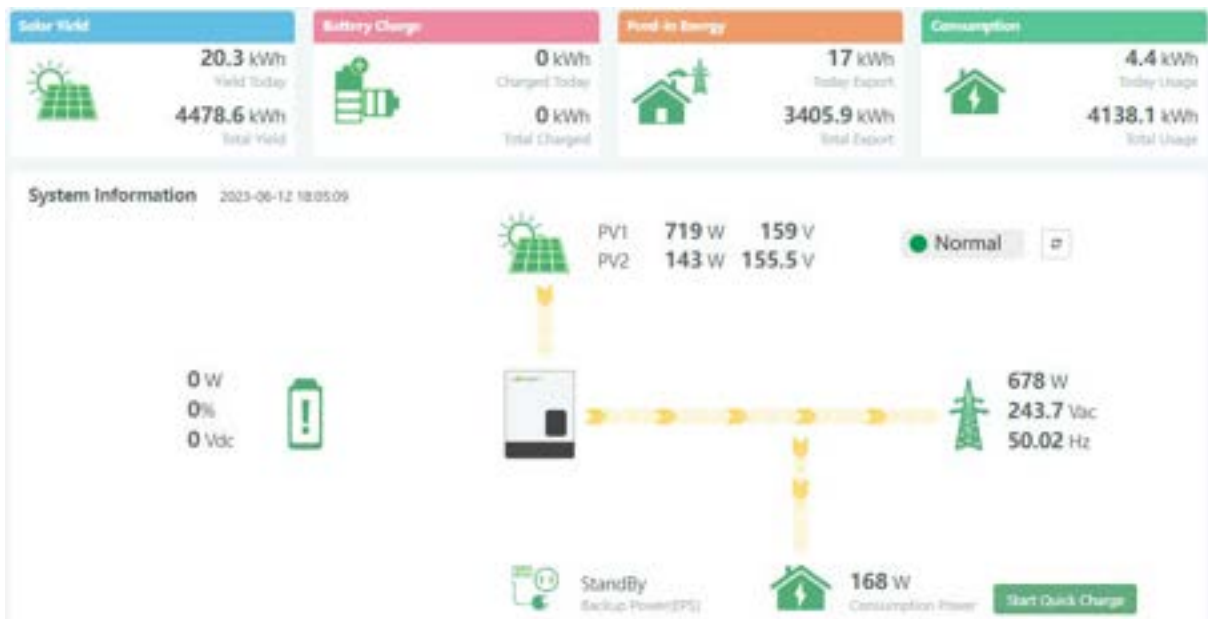 Solar Yield
Battery Charge
Feed-in Energy
Consumption
20.3 kWh
Yield Today
4478.6 kWh
Total Yield
0 kWh
Charged Today
0 kWh
Total Charged
17 kWh
Today Export
3405.9 kWh
Total Export
4.4 kWh
Today Usage
4138.1 kWh
Total Usage
System Information 2023-06-12 18:05:09
PV1 719 W 159 V
PV2 143 W 155.5 V
Normal
0 W
0%
0 Vdc
678 W
243.7 Vac
50.02 Hz
StandBy
Backup Power(EPS)
168 W
Consumption Power
Start Quick Charge